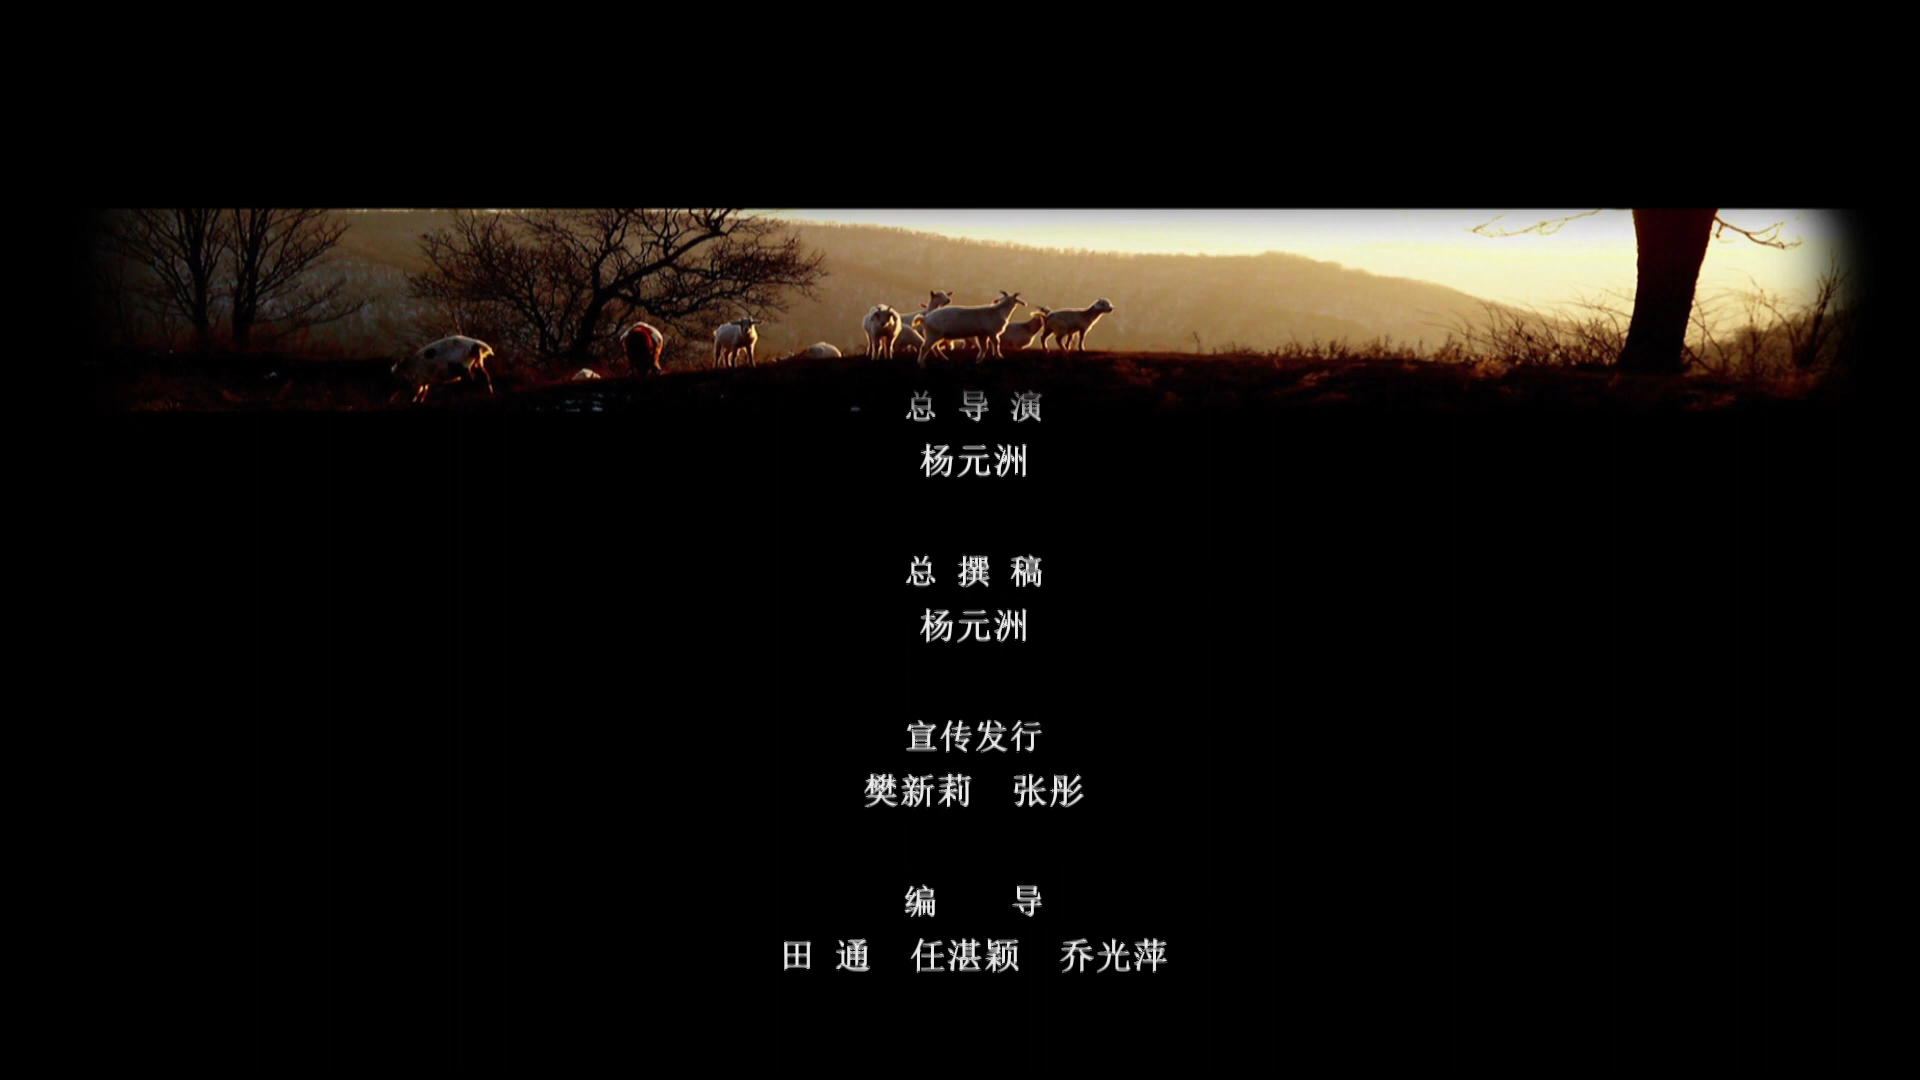 总 导 演
杨元洲
总 撰 稿
杨元洲
宣传发行
樊新莉 张彤
编 导
田 通 任湛颖 乔光萍